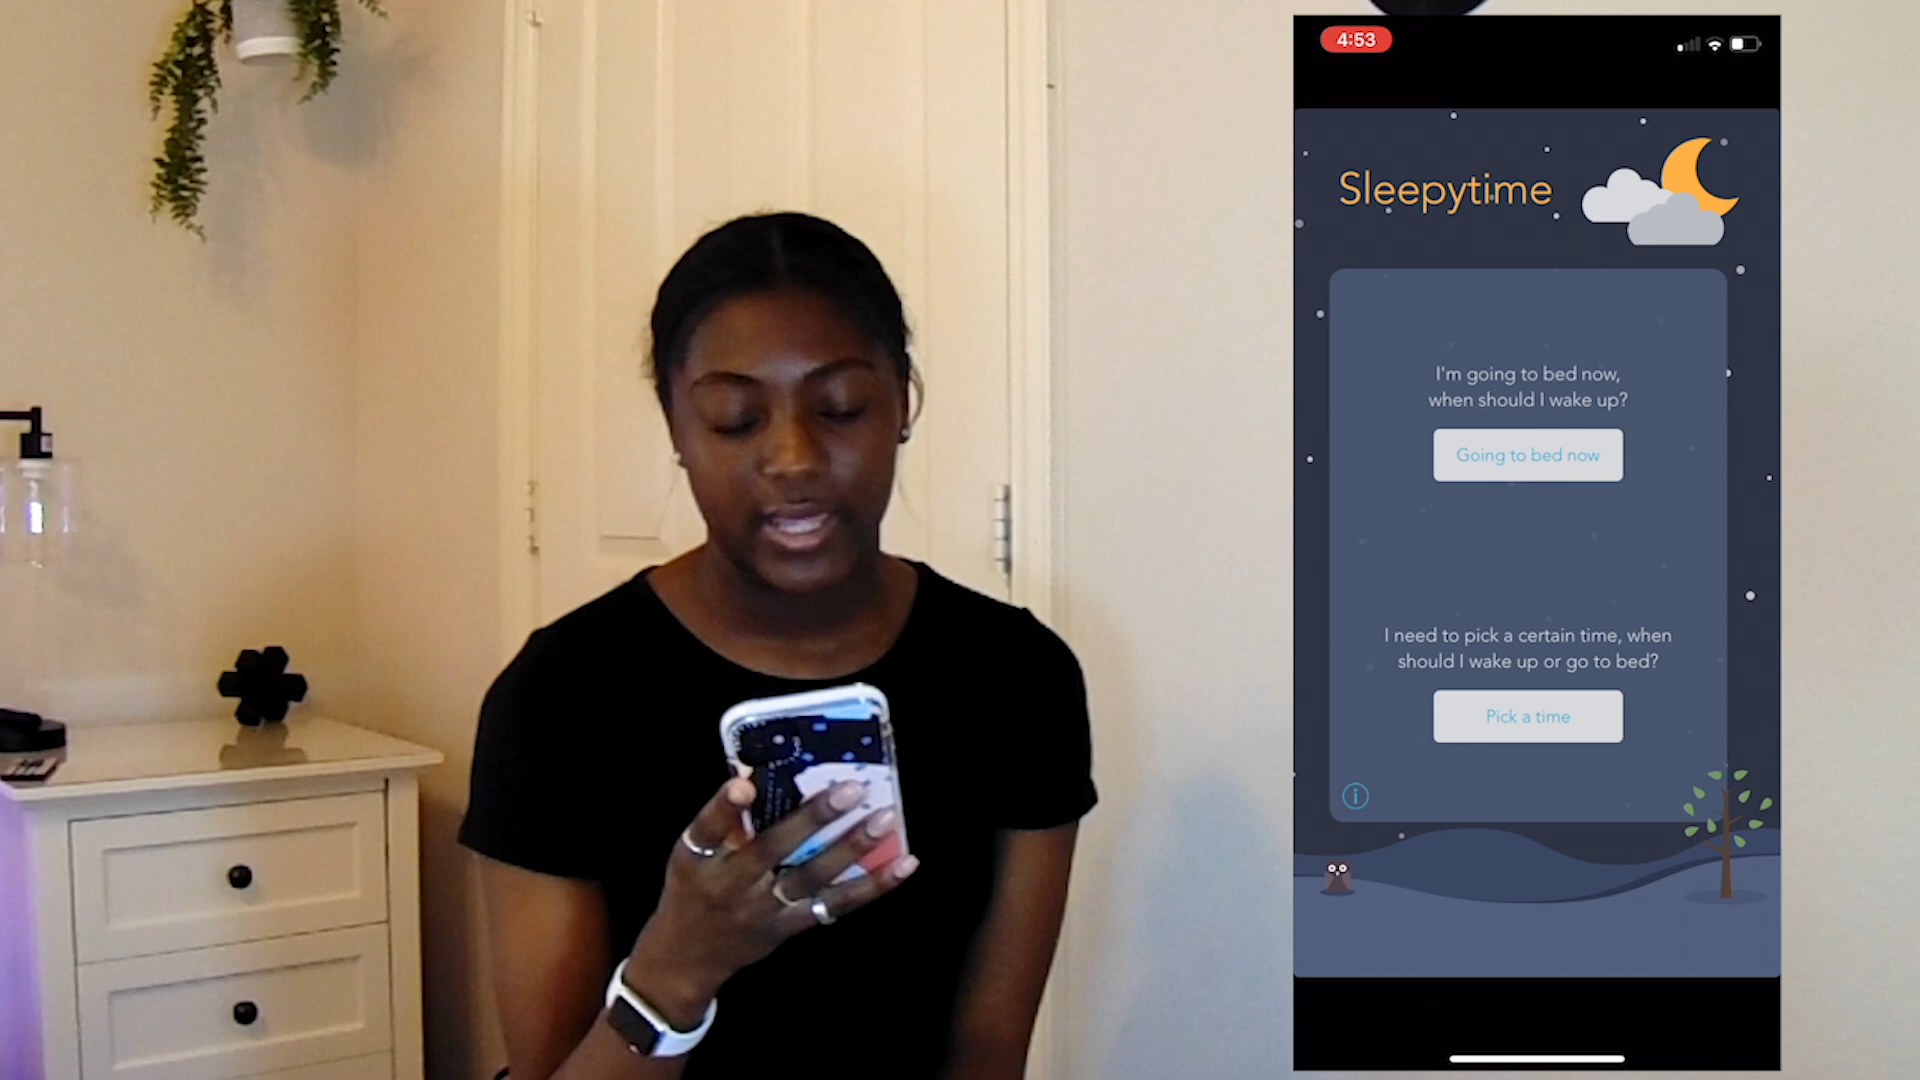 4:53
Sleepytime
I'm going to bed now,
when should I wake up?
Going to bed now
I need to pick a certain time, when
should I wake up or go to bed?
Pick a time
i